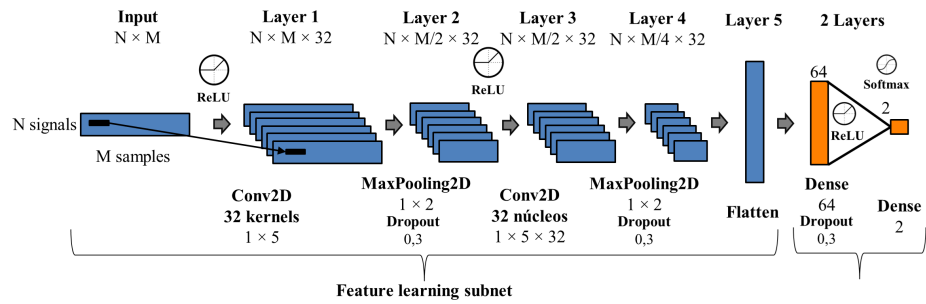 Input
N × M
Layer 1
N × M × 32
Layer 2
N × M/2 × 32
Layer 3
N × M/2 × 32
Layer 4
N × M/4 × 32
Layer 5
2 Layers
ReLU
ReLU
64
Softmax
2
ReLU
N signals
M samples
Conv2D
32 kernels
1 × 5
MaxPooling2D
1 × 2
Dropout
0,3
Conv2D
32 núcleos
1 × 5 × 32
MaxPooling2D
1 × 2
Dropout
0,3
Flatten
Dense
64
Dropout
0,3
Dense
2
Feature learning subnet